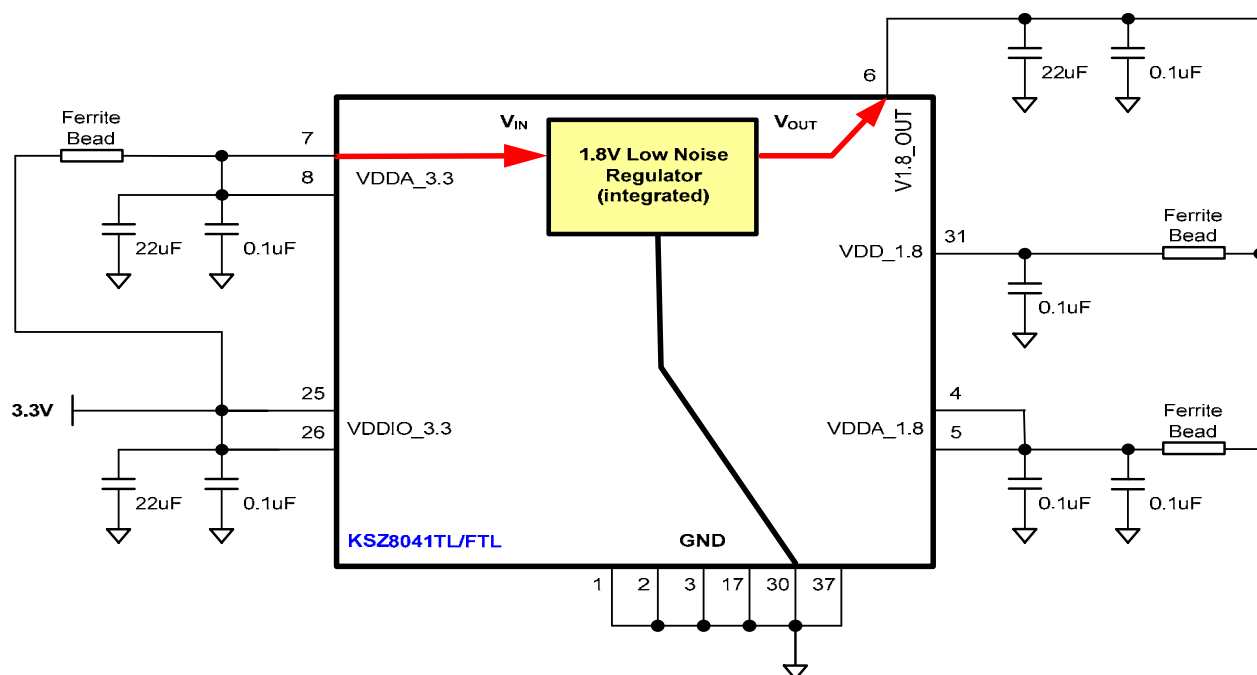 6
22uF
0.1uF
Ferrite
Bead
7
VIN
VOUT
1.8V Low Noise
Regulator
(integrated)
V1.8_OUT
8
VDDA_3.3
22uF
0.1uF
31
VDD_1.8
Ferrite
Bead
0.1uF
3.3V
25
26
VDDIO_3.3
4
5
VDDA_1.8
Ferrite
Bead
22uF
0.1uF
0.1uF
0.1uF
KSZ8041TL/FTL
GND
1
2
3
17
30
37